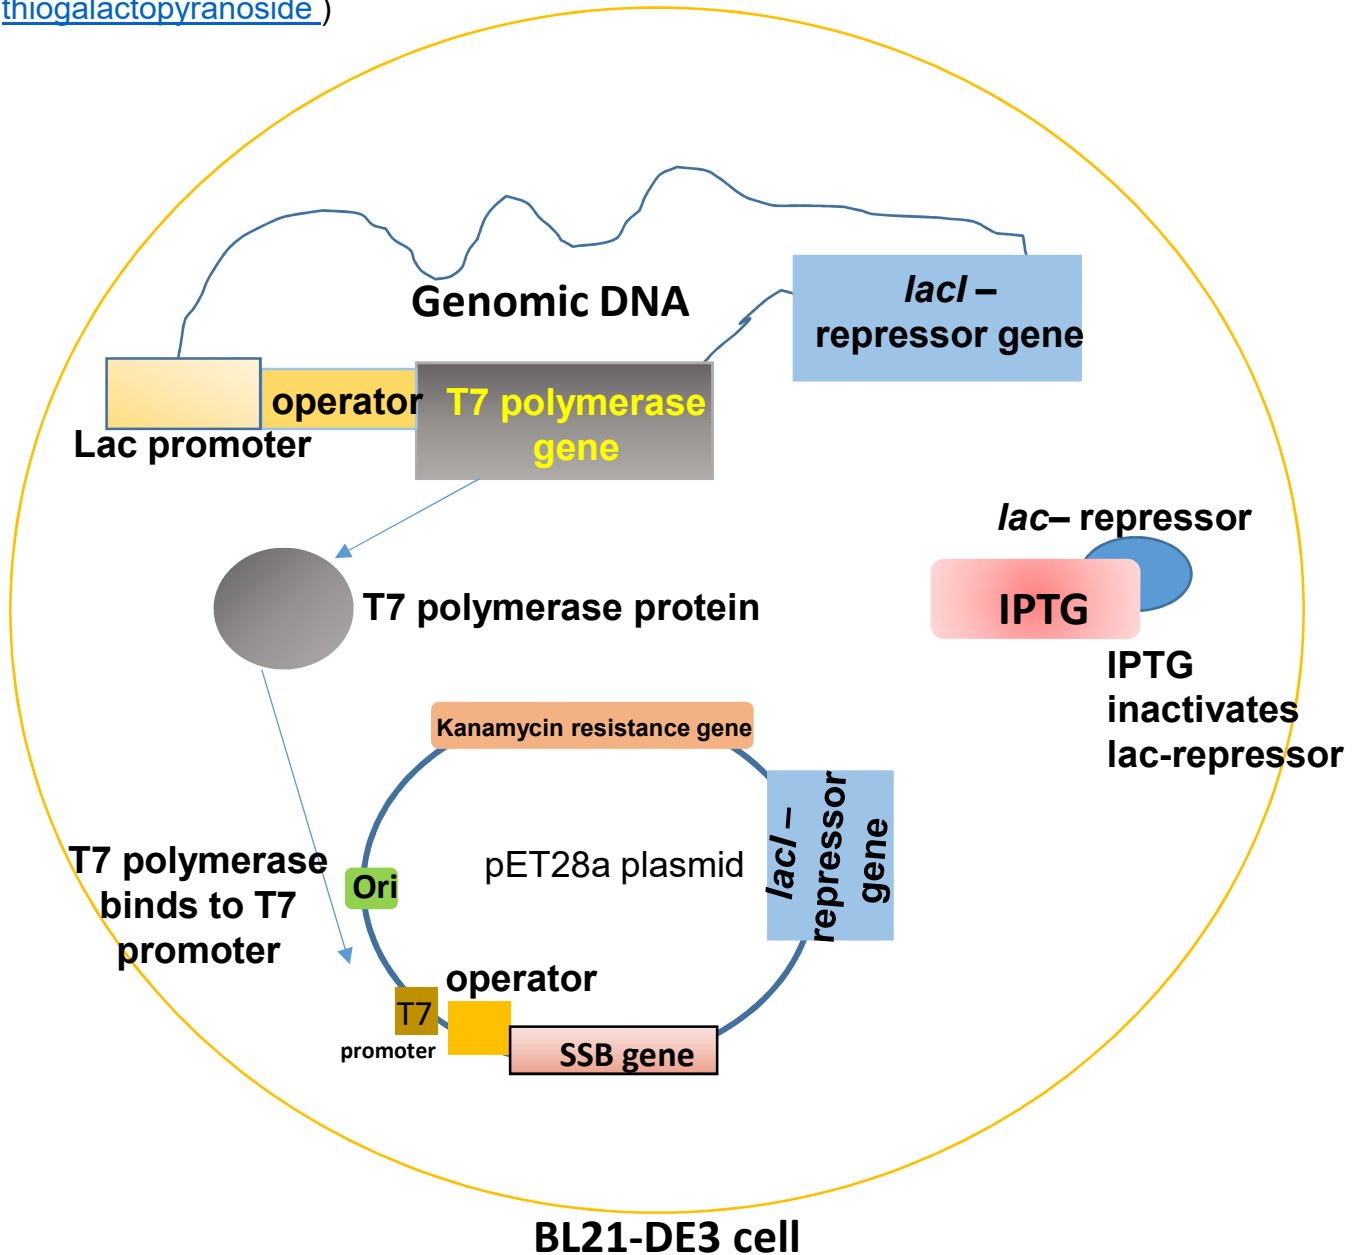 thiogalactopyranoside )
Genomic DNA
lacI –
repressor gene
operator
T7 polymerase
gene
Lac promoter
lac– repressor
IPTG
T7 polymerase protein
IPTG
inactivates
lac-repressor
Kanamycin resistance gene
lacI –
repressor
gene
pET28a plasmid
T7 polymerase
binds to T7
promoter
Ori
operator
T7
promoter
SSB gene
BL21-DE3 cell